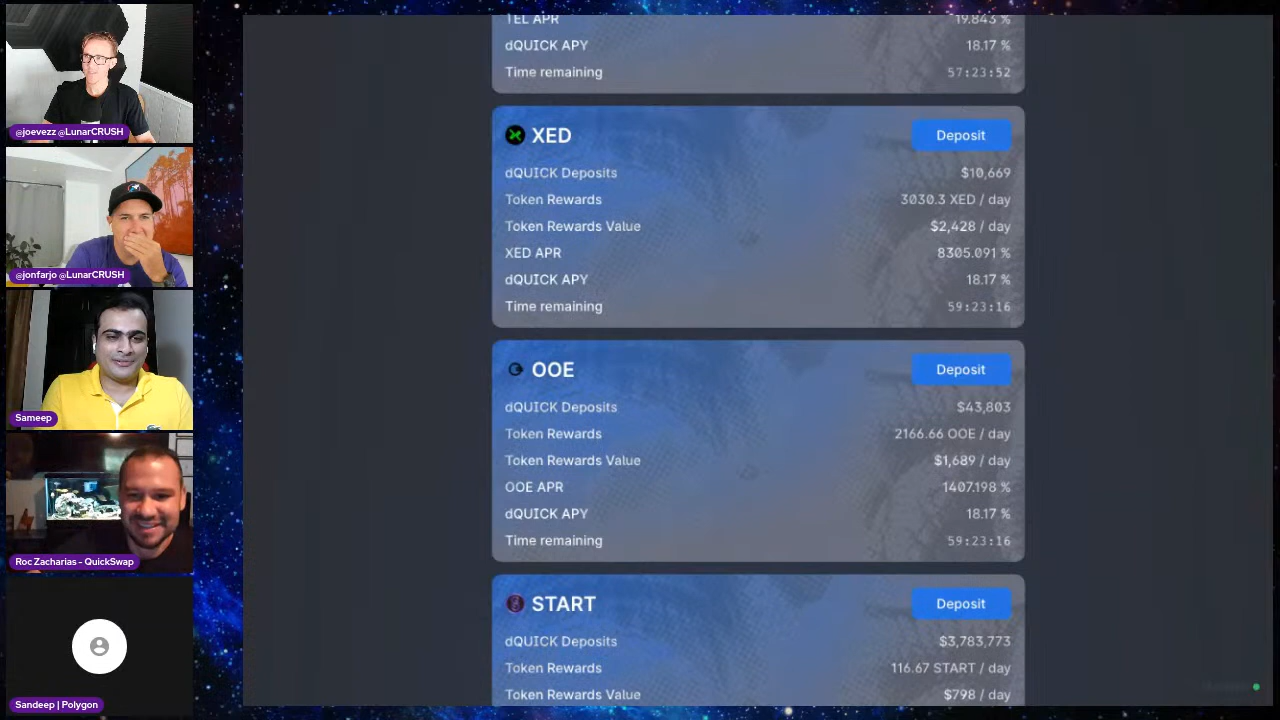 @joevezz @LunarCRUSH
@jonfarjo @LunarCRUSH
Sameep
Roc Zacharias - QuickSwap
Sandeep | Polygon
TEL APR 19.843 %
dQUICK APY 18.17 %
Time remaining 57:23:52
XED Deposit
dQUICK Deposits $10,669
Token Rewards 3030.3 XED / day
Token Rewards Value $2,428 / day
XED APR 8305.091 %
dQUICK APY 18.17 %
Time remaining 59:23:16
OOE Deposit
dQUICK Deposits $43,803
Token Rewards 2166.66 OOE / day
Token Rewards Value $1,689 / day
OOE APR 1407.198 %
dQUICK APY 18.17 %
Time remaining 59:23:16
START Deposit
dQUICK Deposits $3,783,773
Token Rewards 116.67 START / day
Token Rewards Value $798 / day